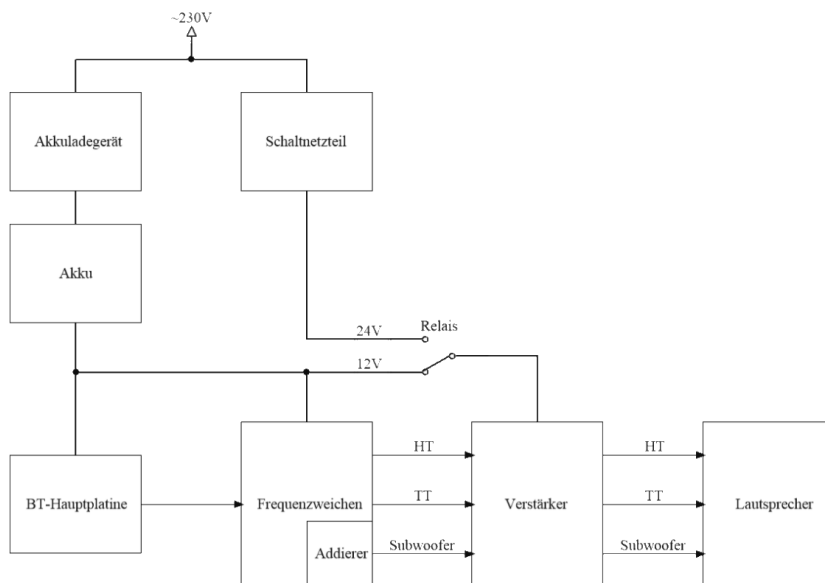 ~230V
Akkuladegerät
Schaltnetzteil
Akku
24V
Relais
12V
BT-Hauptplatine
Frequenzweichen
Addierer
HT
TT
Subwoofer
Verstärker
HT
TT
Subwoofer
Lautsprecher